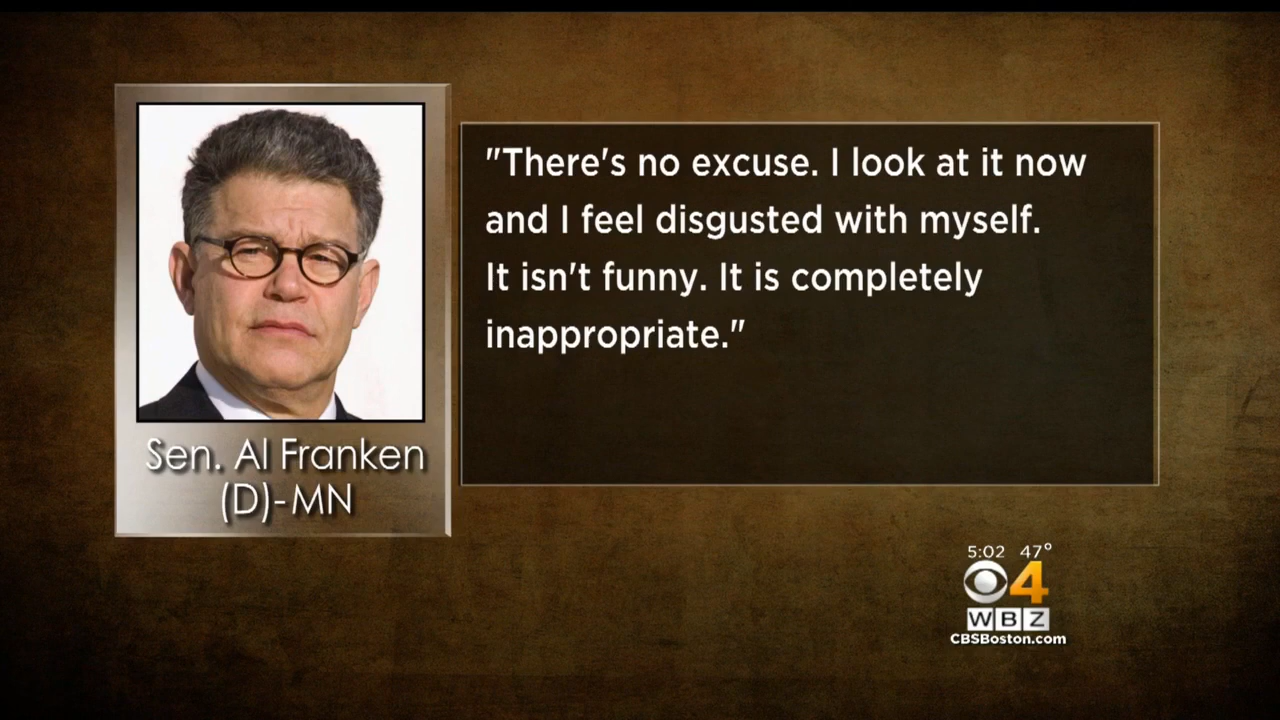 "There's no excuse. I look at it now
and I feel disgusted with myself.
It isn't funny. It is completely
inappropriate."
Sen. Al Franken
(D)-MN
5:02 47°
4
WBZ
CBSBoston.com